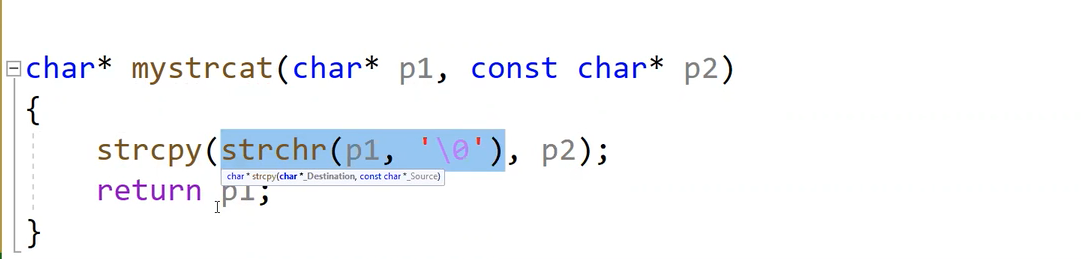 char* mystrcat(char* p1, const char* p2)
{
strcpy(strchr(p1, '\0'), p2);
char * strcpy(char *_Destination, const char *_Source)
return p1;
}